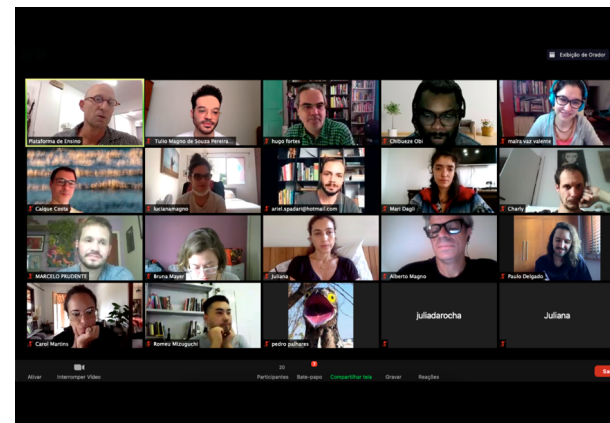 Exibição de Orador
Plataforma de Ensino
Tulio Magno de Souza Pereira...
hugo fortes
Chibueze Obi
maira vaz valente
Caique Costa
lucianamagno
ariel.spadari@hotmail.com
Mari Dagli
Charly
MARCELO PRUDENTE
Bruna Mayer
Juliana
Alberto Magno
Paulo Delgado
Carol Martins
Romeu Mizuguchi
pedro palhares
juliadarocha
Juliana
Ativar
Interromper Vídeo
20
Participantes
Bate-papo
Compartilhar tela
Gravar
Reações